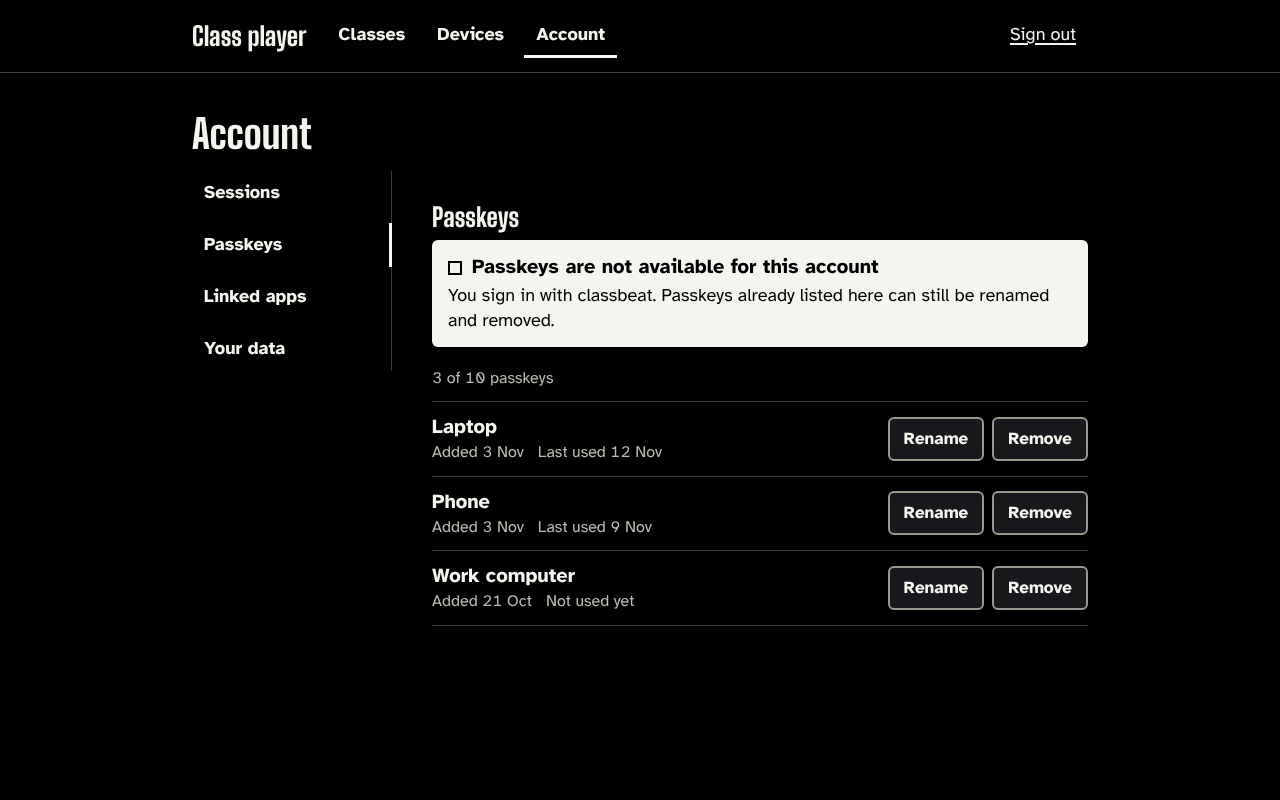 Class player
Classes
Devices
Account
Sign out
Account
Sessions
Passkeys
Linked apps
Your data
Passkeys
Passkeys are not available for this account
You sign in with classbeat. Passkeys already listed here can still be renamed
and removed.
3 of 10 passkeys
Laptop
Added 3 Nov Last used 12 Nov
Rename
Remove
Phone
Added 3 Nov Last used 9 Nov
Rename
Remove
Work computer
Added 21 Oct Not used yet
Rename
Remove